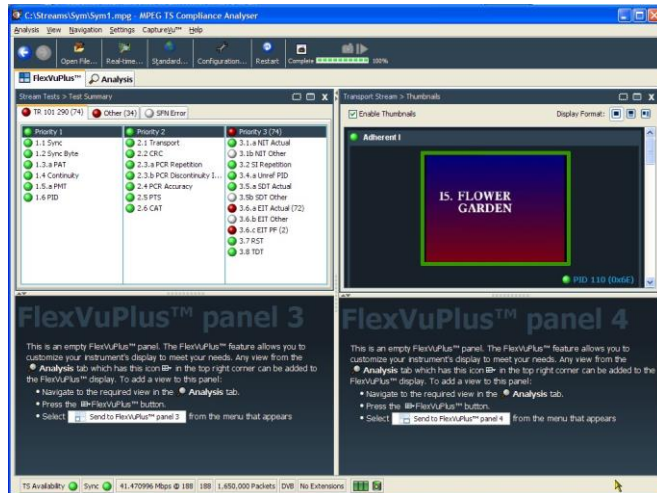 C:\Streams\Sym\Sym1.mpg - MPEG TS Compliance Analyser
Analysis View Navigation Settings CaptureVu™ Help
Open File... Real-time... Standard... Configuration... Restart Complete 100%
FlexVuPlus™ Analysis
Stream Tests > Test Summary
TR 101 290 (74) Other (34) SFN Error
Priority 1
1.1 Sync
1.2 Sync Byte
1.3.a PAT
1.4 Continuity
1.5.a PMT
1.6 PID
Priority 2
2.1 Transport
2.2 CRC
2.3.a PCR Repetition
2.3.b PCR Discontinuity I...
2.4 PCR Accuracy
2.5 PTS
2.6 CAT
Priority 3 (74)
3.1.a NIT Actual
3.1b NIT Other
3.2 SI Repetition
3.4.a Unref PID
3.5.a SDT Actual
3.5b SDT Other
3.6.a EIT Actual (72)
3.6.b EIT Other
3.6.c EIT PF (2)
3.7 RST
3.8 TDT
Transport Stream > Thumbnails
Enable Thumbnails Display Format:
Adherent I
15. FLOWER
GARDEN
PID 110 (0x6E)
FlexVuPlus™ panel 3
This is an empty FlexVuPlus™ panel. The FlexVuPlus™ feature allows you to
customize your instrument's display to meet your needs. Any view from the
Analysis tab which has this icon in the top right corner can be added to
the FlexVuPlus™ display. To add a view to this panel:
• Navigate to the required view in the Analysis tab.
• Press the FlexVuPlus™ button.
• Select Send to FlexVuPlus™ panel 3 from the menu that appears
FlexVuPlus™ panel 4
This is an empty FlexVuPlus™ panel. The FlexVuPlus™ feature allows you to
customize your instrument's display to meet your needs. Any view from the
Analysis tab which has this icon in the top right corner can be added to the
FlexVuPlus™ display. To add a view to this panel:
• Navigate to the required view in the Analysis tab.
• Press the FlexVuPlus™ button.
• Select Send to FlexVuPlus™ panel 4 from the menu that appears
TS Availability Sync 41.470996 Mbps @ 188 188 1,650,000 Packets DVB No Extensions